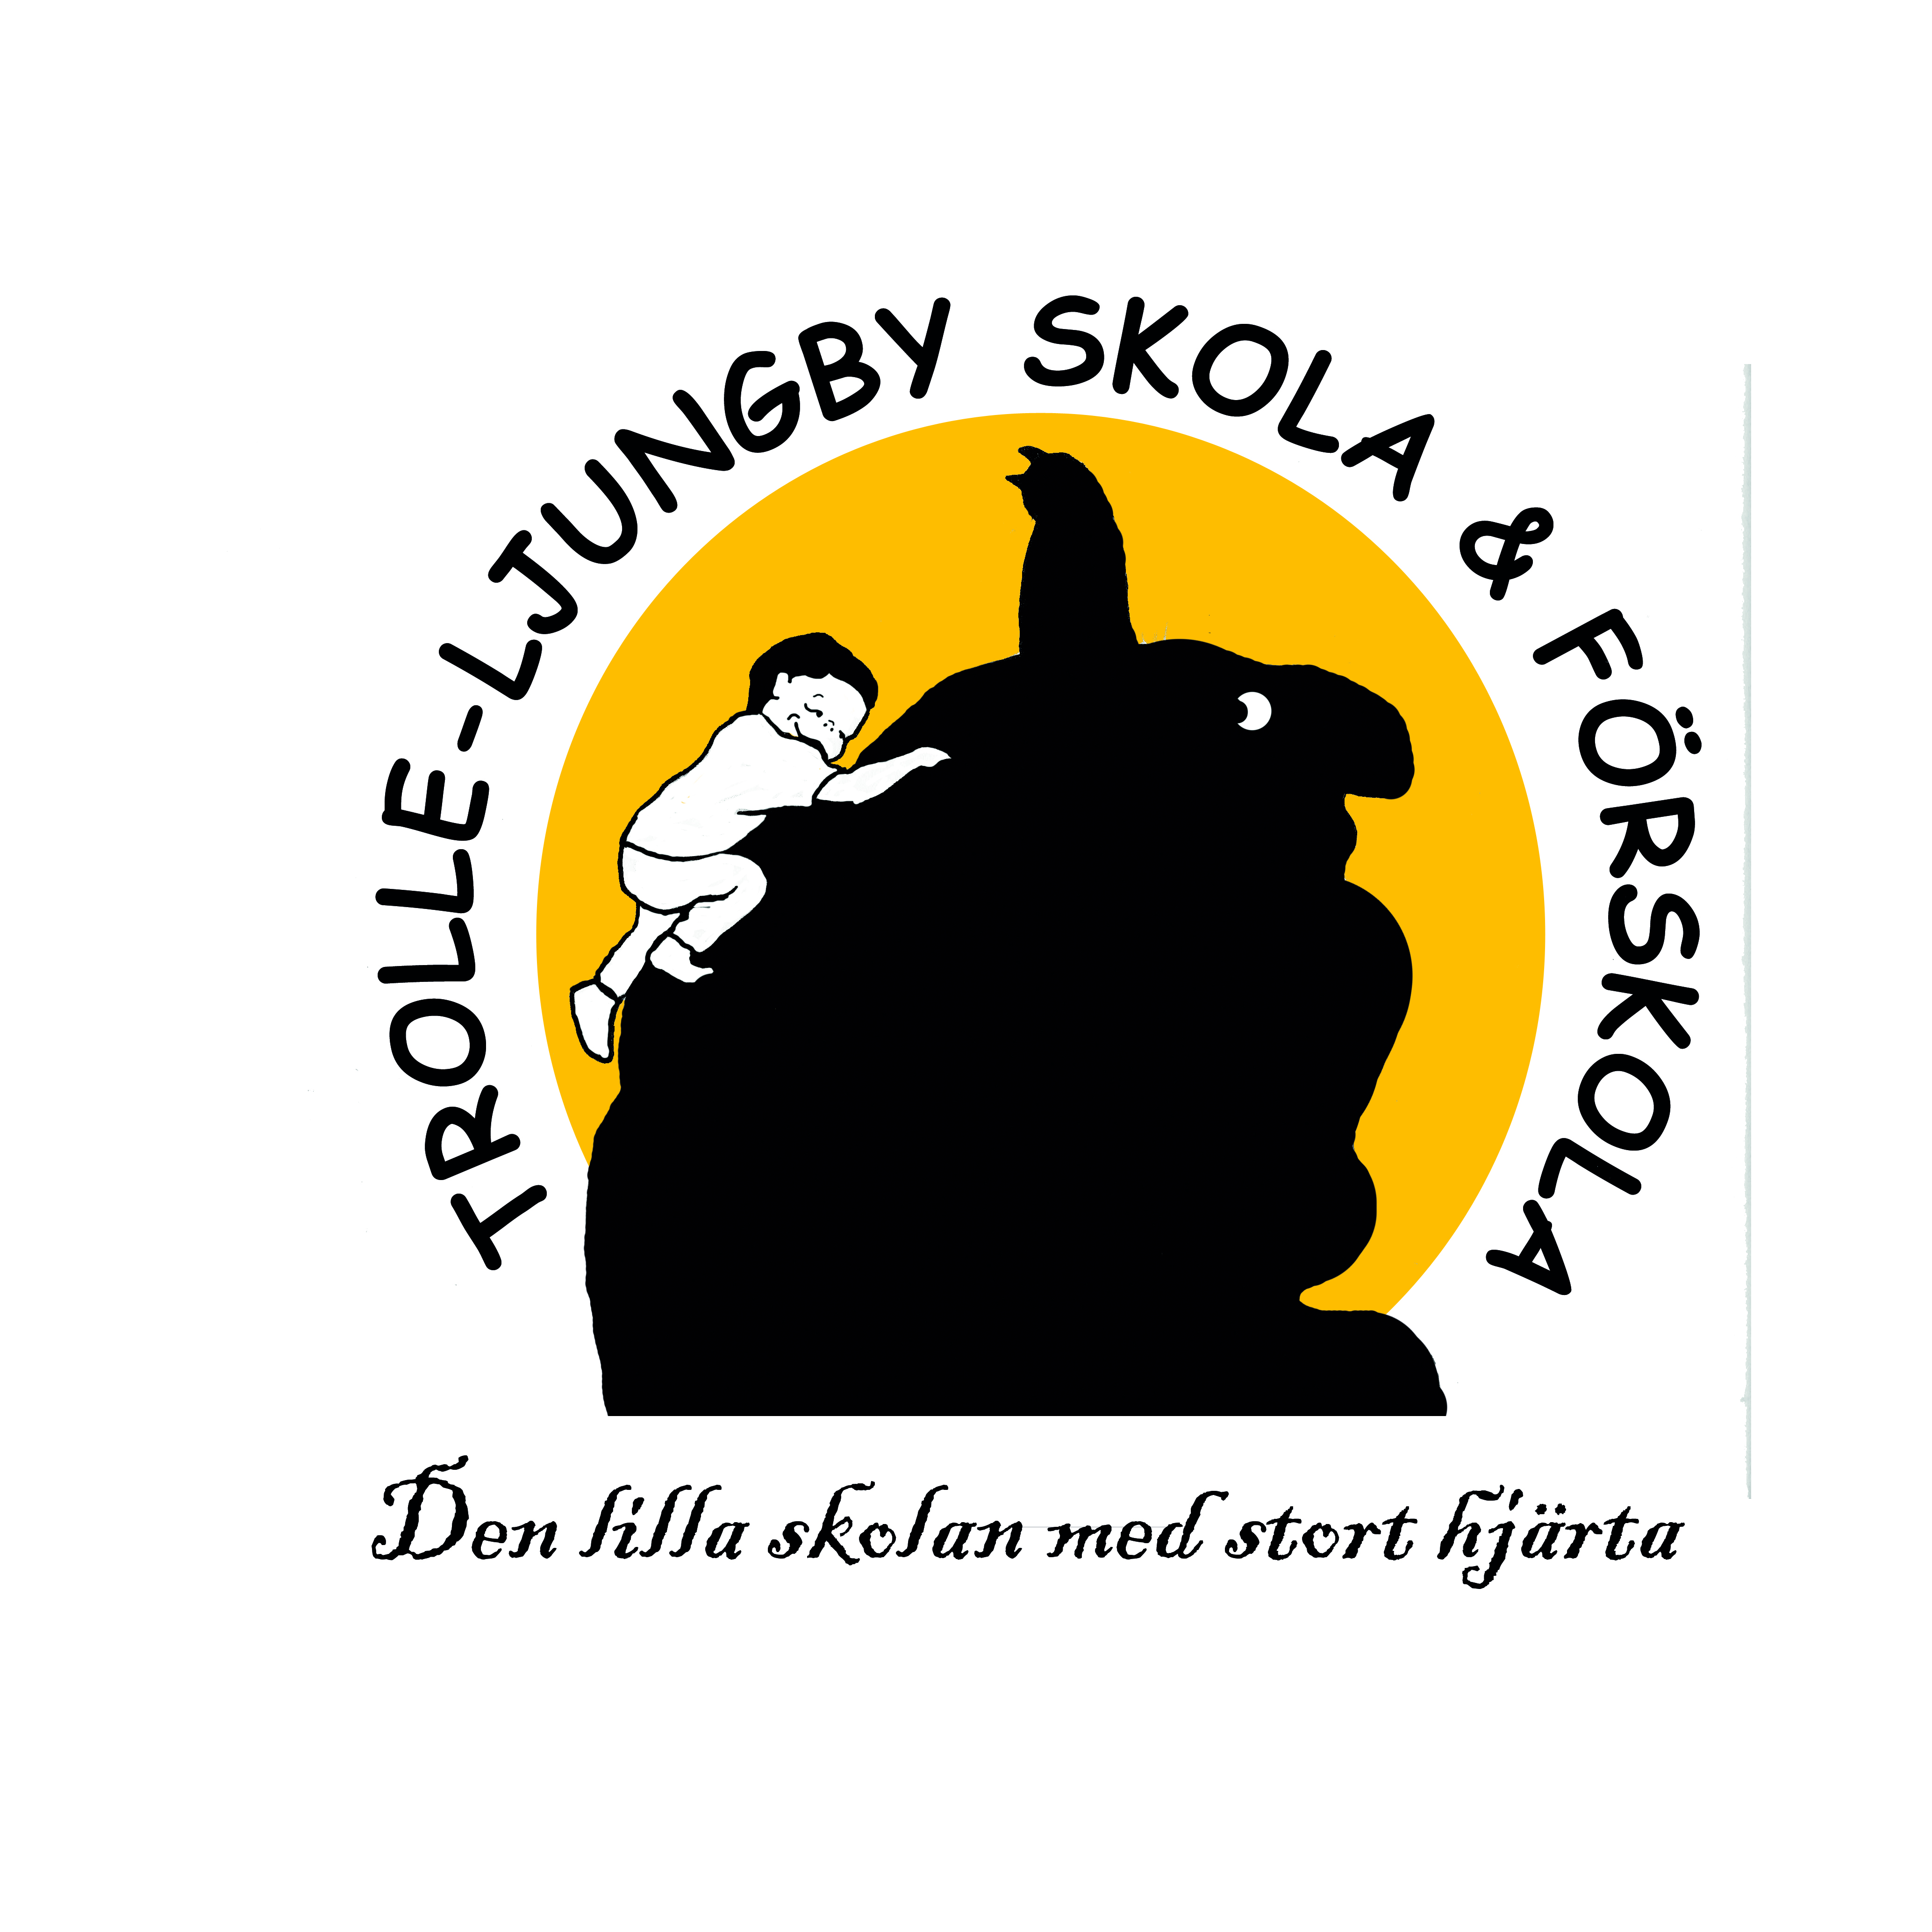 TROLLE-LJUNGBY SKOLA & FÖRSKOLA
Den lilla skolan med stort hjärta